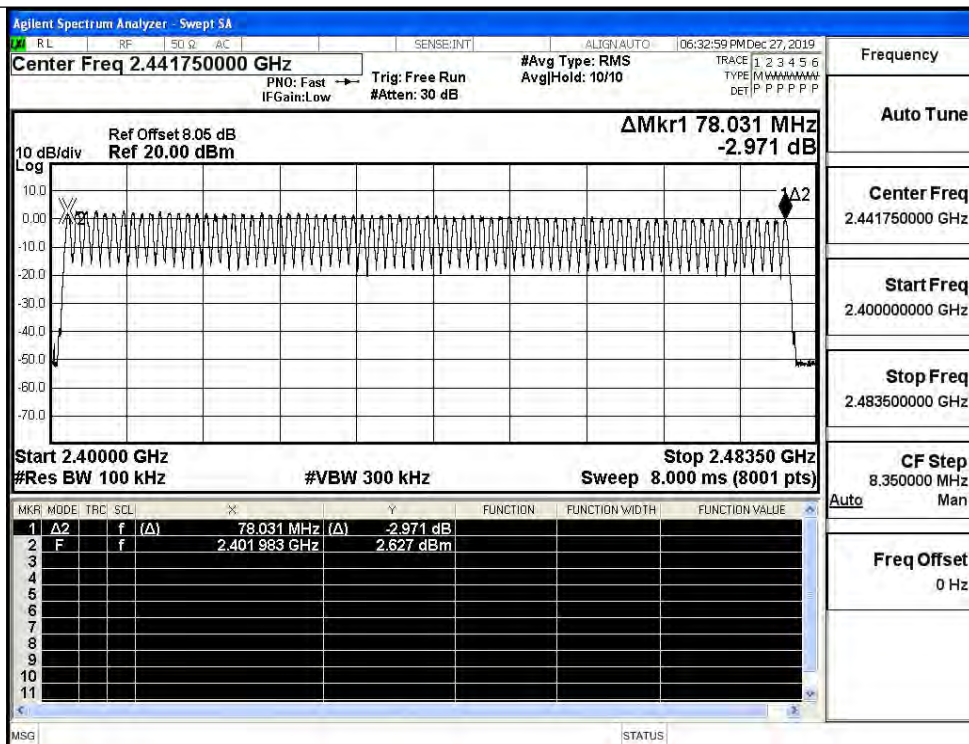 Agilent Spectrum Analyzer - Swept SA
LXI RL RF 50 Ω AC SENSE:INT ALIGN AUTO 06:32:59 PM Dec 27, 2019
Center Freq 2.441750000 GHz
PNO: Fast
IFGain:Low
Trig: Free Run
#Atten: 30 dB
#Avg Type: RMS
Avg|Hold: 10/10
TRACE 1 2 3 4 5 6
TYPE M W W W W W
DET P P P P P P
Ref Offset 8.05 dB
10 dB/div Ref 20.00 dBm
Log
ΔMkr1 78.031 MHz
-2.971 dB
10.0
0.00
-10.0
-20.0
-30.0
-40.0
-50.0
-60.0
-70.0
2
1Δ2
Start 2.40000 GHz Stop 2.48350 GHz
#Res BW 100 kHz #VBW 300 kHz Sweep 8.000 ms (8001 pts)
MKR MODE TRC SCL X Y FUNCTION FUNCTION WIDTH FUNCTION VALUE
1 Δ2 f (Δ) 78.031 MHz (Δ) -2.971 dB
2 F f 2.401 983 GHz 2.627 dBm
3
4
5
6
7
8
9
10
11
MSG STATUS
Frequency
Auto Tune
Center Freq
2.441750000 GHz
Start Freq
2.400000000 GHz
Stop Freq
2.483500000 GHz
CF Step
8.350000 MHz
Auto Man
Freq Offset
0 Hz